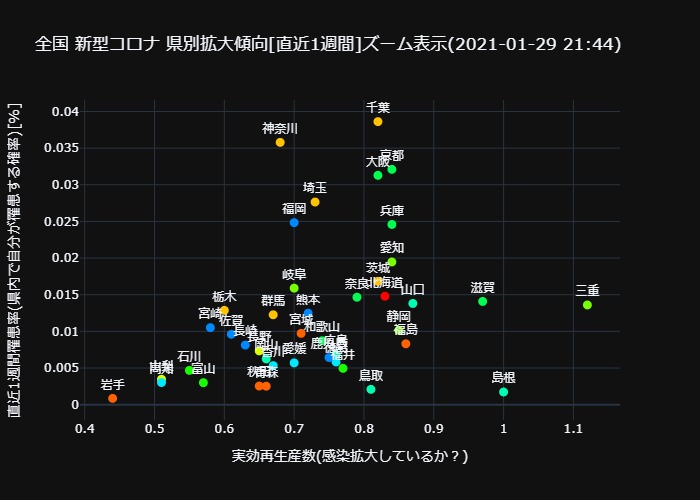 全国 新型コロナ 県別拡大傾向[直近1週間]ズーム表示(2021-01-29 21:44)
直近1週間罹患率(県内で自分が罹患する確率)[%]
0.04
0.035
0.03
0.025
0.02
0.015
0.01
0.005
0
千葉
神奈川
京都
大阪
埼玉
福岡
兵庫
愛知
茨城
岐阜
北海道
奈良
山口
滋賀
三重
栃木
群馬
熊本
宮崎
佐賀
長崎
宮城
和歌山
静岡
福島
長野
岡山
香川
愛媛
福井
石川
富山
高知
岩手
秋田
青森
鳥取
島根
0.4
0.5
0.6
0.7
0.8
0.9
1
1.1
実効再生産数(感染拡大しているか？)